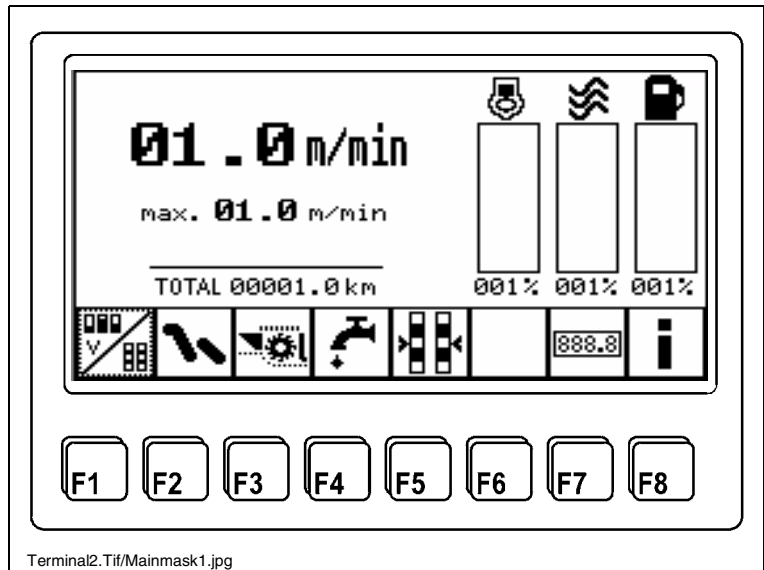 01.0 m/min
max. 01.0 m/min
TOTAL 00001.0 km
001% 001% 001%
V
888.8
i
F1 F2 F3 F4 F5 F6 F7 F8
Terminal2.Tif/Mainmask1.jpg